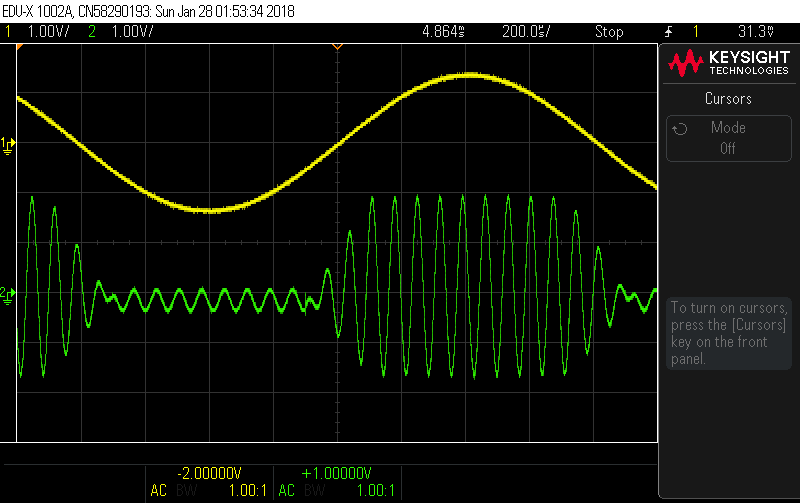 EDU-X 1002A, CN58290193: Sun Jan 28 01:53:34 2018
1 1.00V/ 2 1.00V/ 4.864ms 200.0s/ Stop 1 31.3V
KEYSIGHT
TECHNOLOGIES
Cursors
Mode
Off
1
2
To turn on cursors,
press the [Cursors]
key on the front
panel.
-2.00000V +1.00000V
AC BW 1.00:1 AC BW 1.00:1